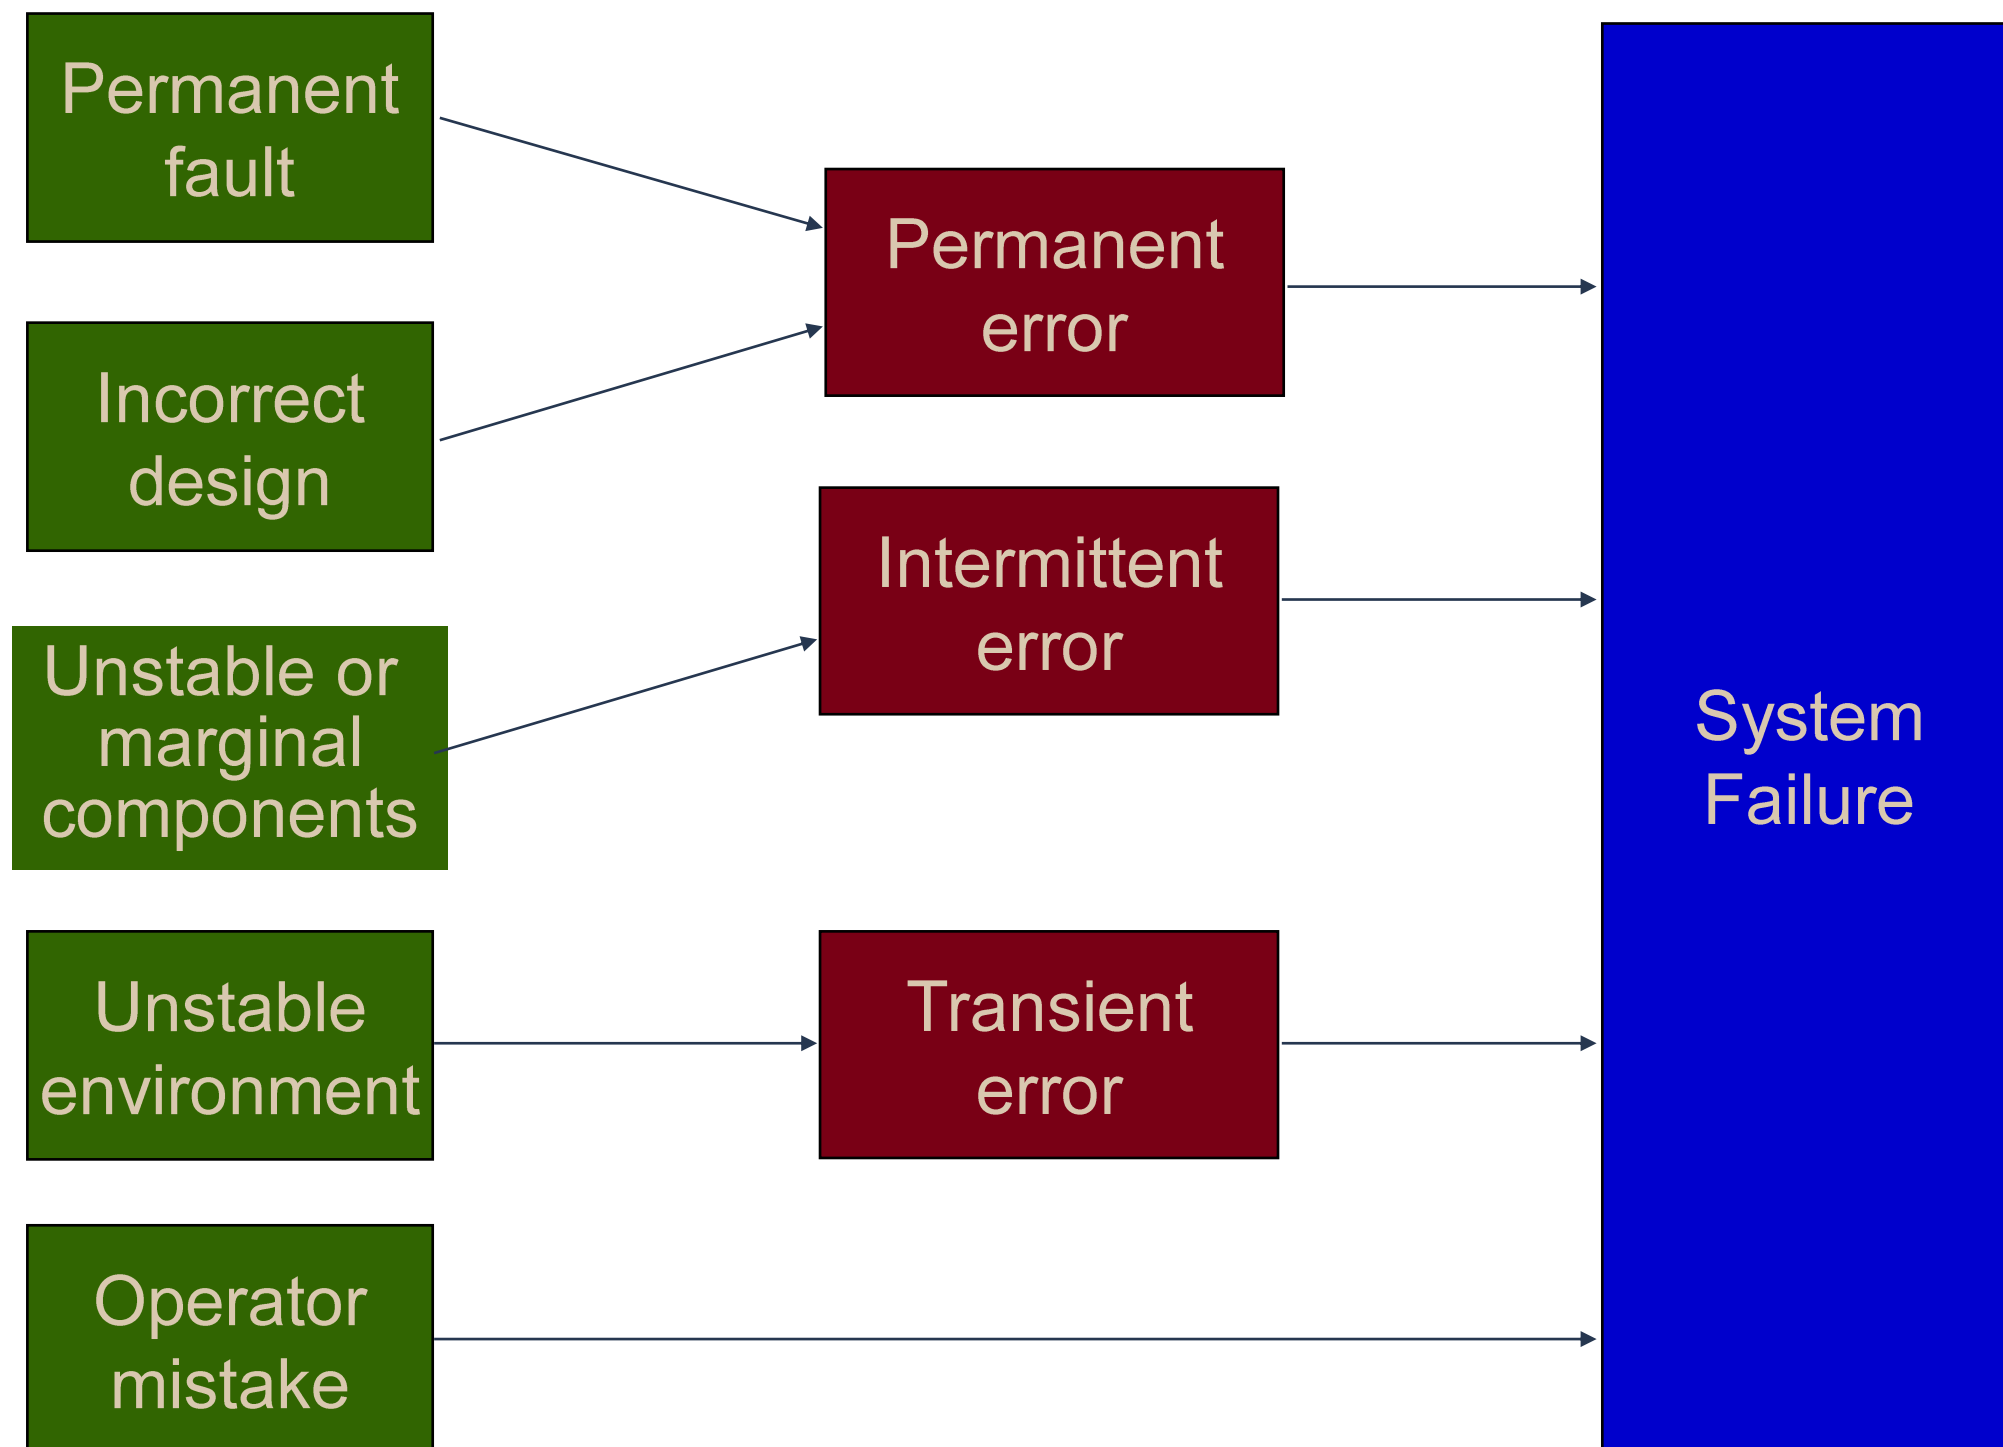 Permanent
fault
Incorrect
design
Unstable or
marginal
components
Unstable
environment
Operator
mistake
Permanent
error
Intermittent
error
Transient
error
System
Failure